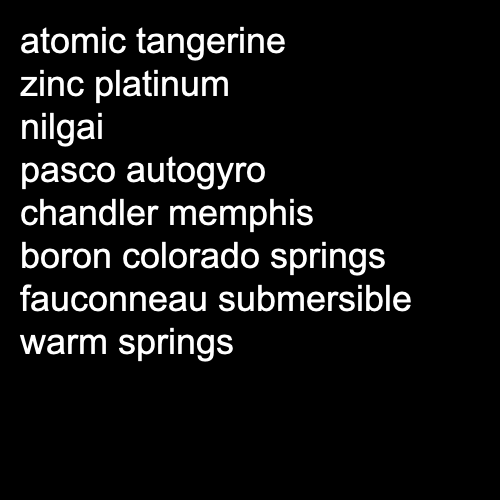 atomic tangerine
zinc platinum
nilgai
pasco autogyro
chandler memphis
boron colorado springs
fauconneau submersible
warm springs